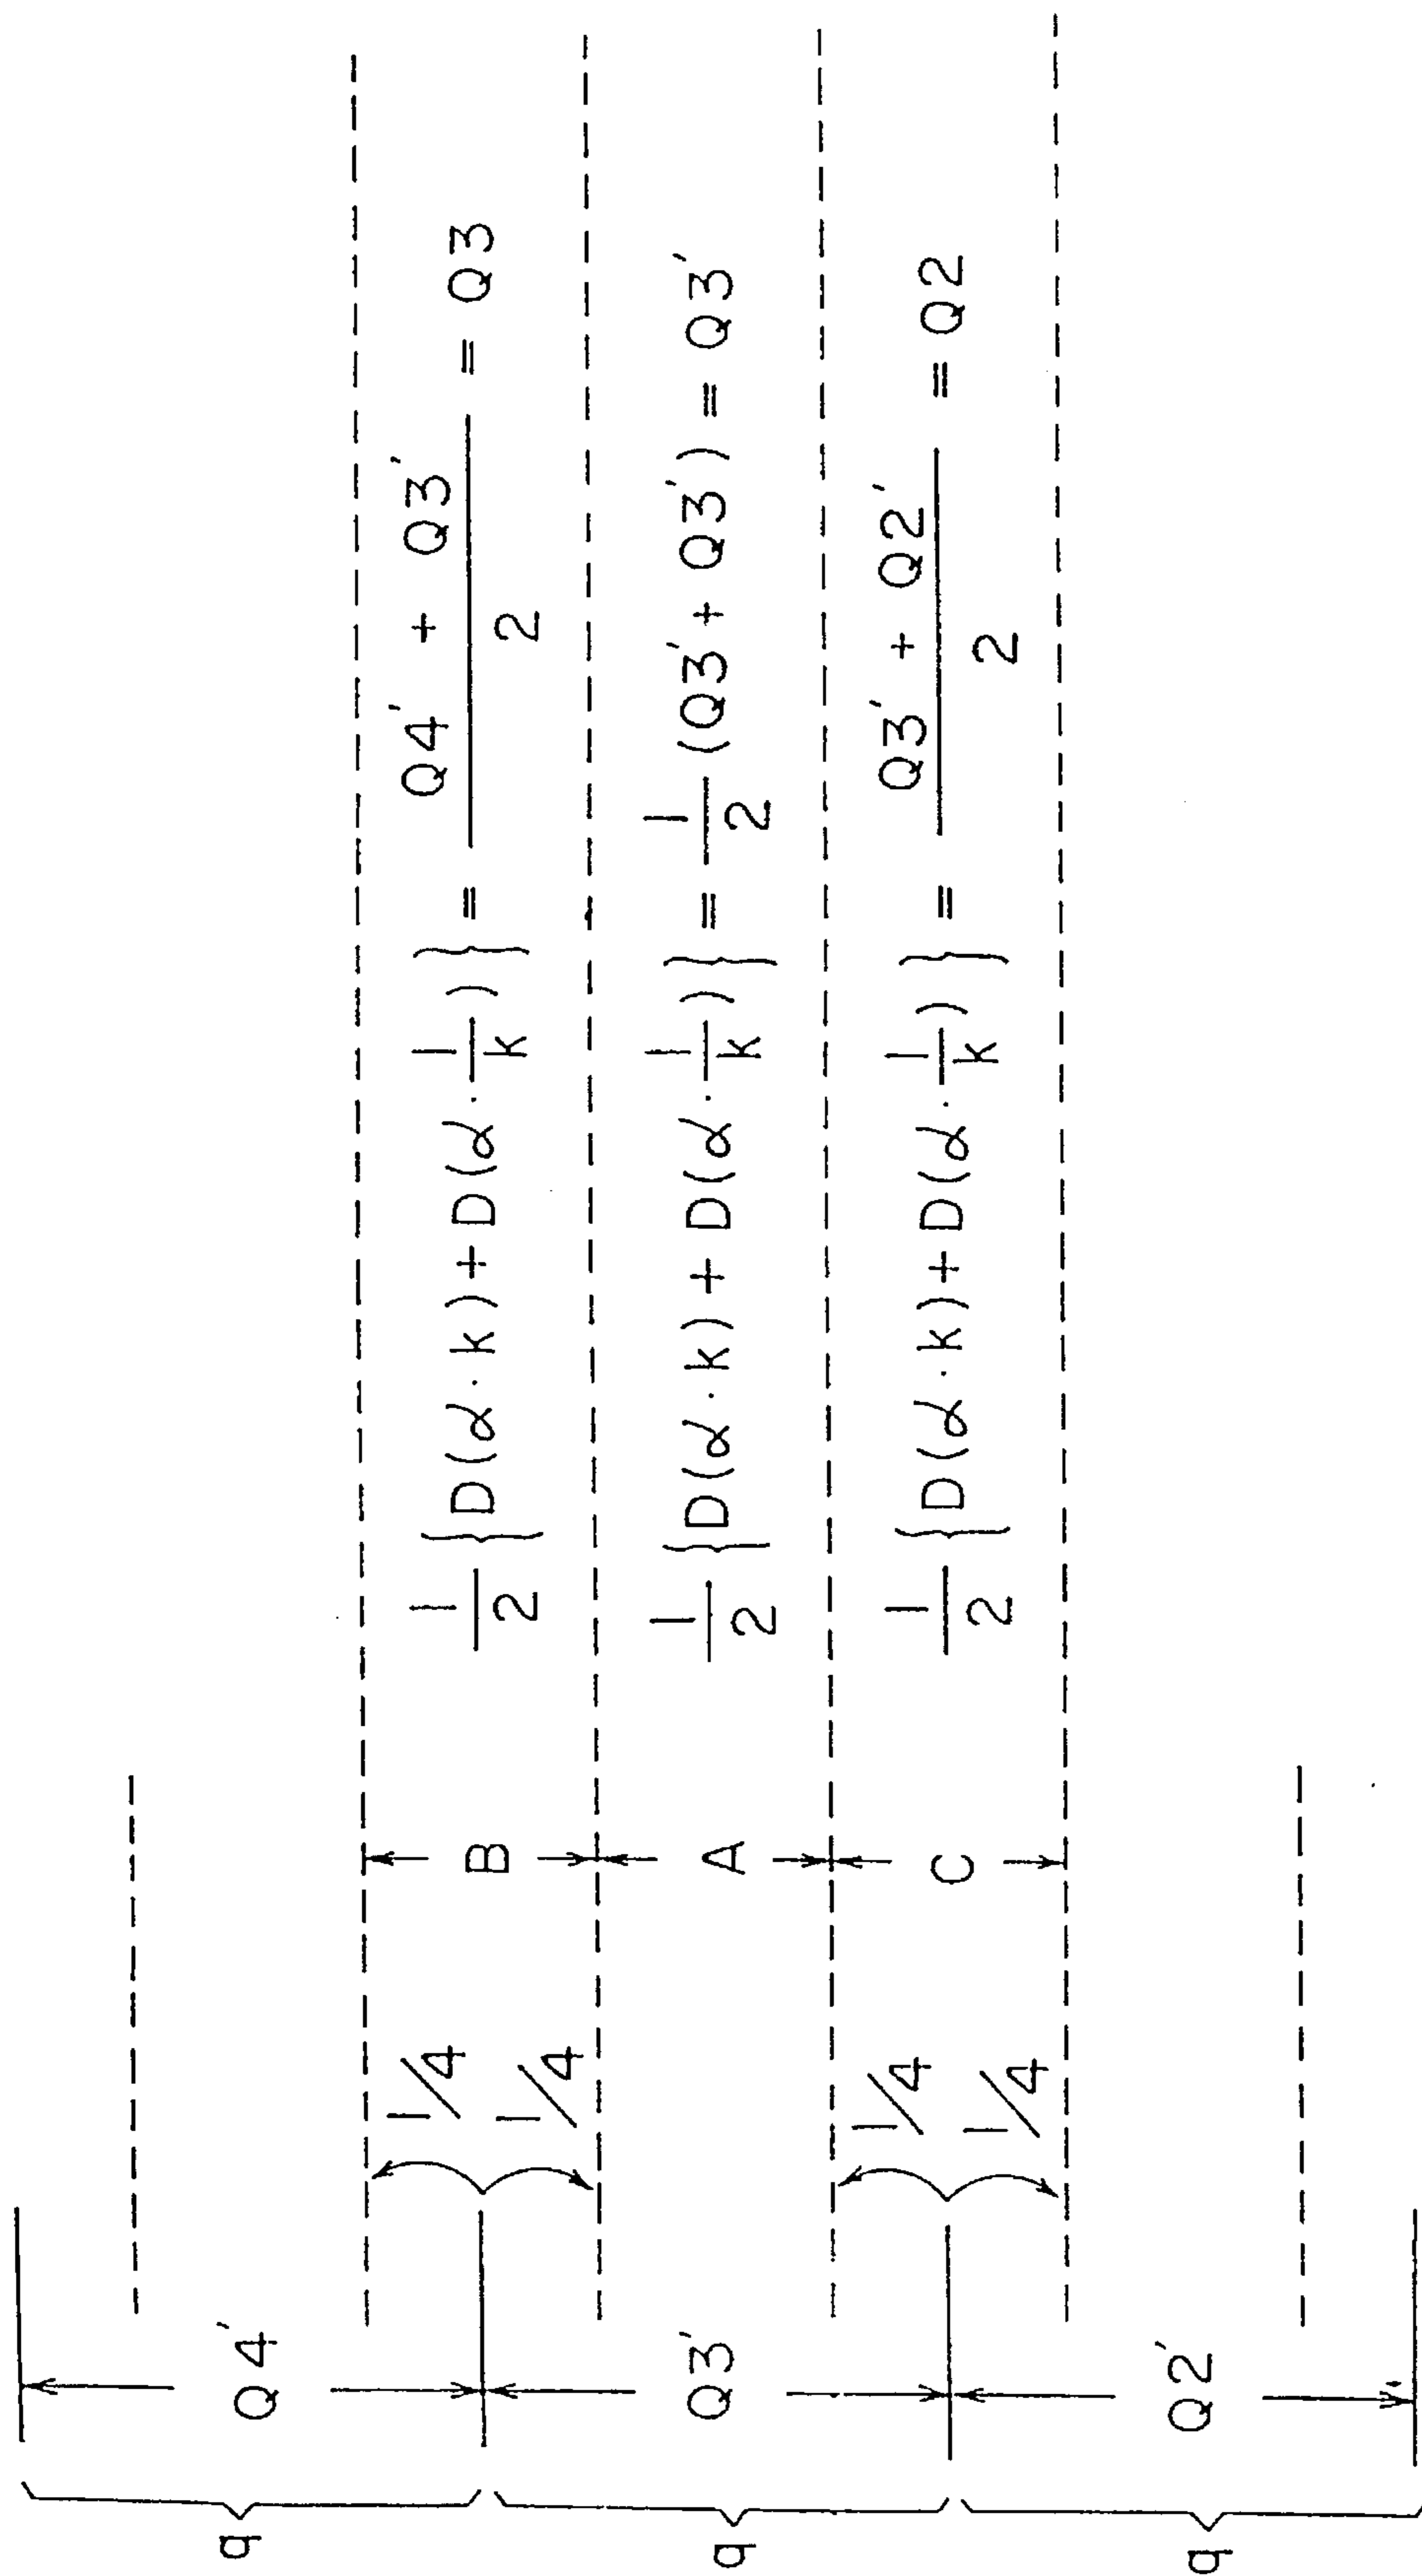 q
Q4'
1/4
1/4
B
1/2 {D(α·k)+D(α·1/k)} = (Q4' + Q3')/2 = Q3
q
Q3'
A
1/2 {D(α·k)+D(α·1/k)} = 1/2 (Q3'+Q3') = Q3'
1/4
1/4
C
1/2 {D(α·k)+D(α·1/k)} = (Q3' + Q2')/2 = Q2
q
Q2'